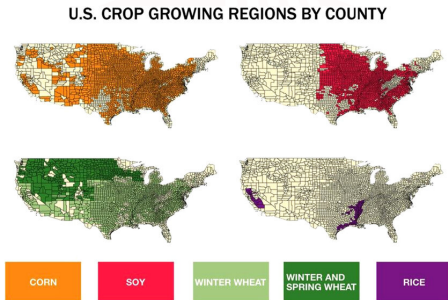 U.S. CROP GROWING REGIONS BY COUNTY
CORN
SOY
WINTER WHEAT
WINTER AND
SPRING WHEAT
RICE